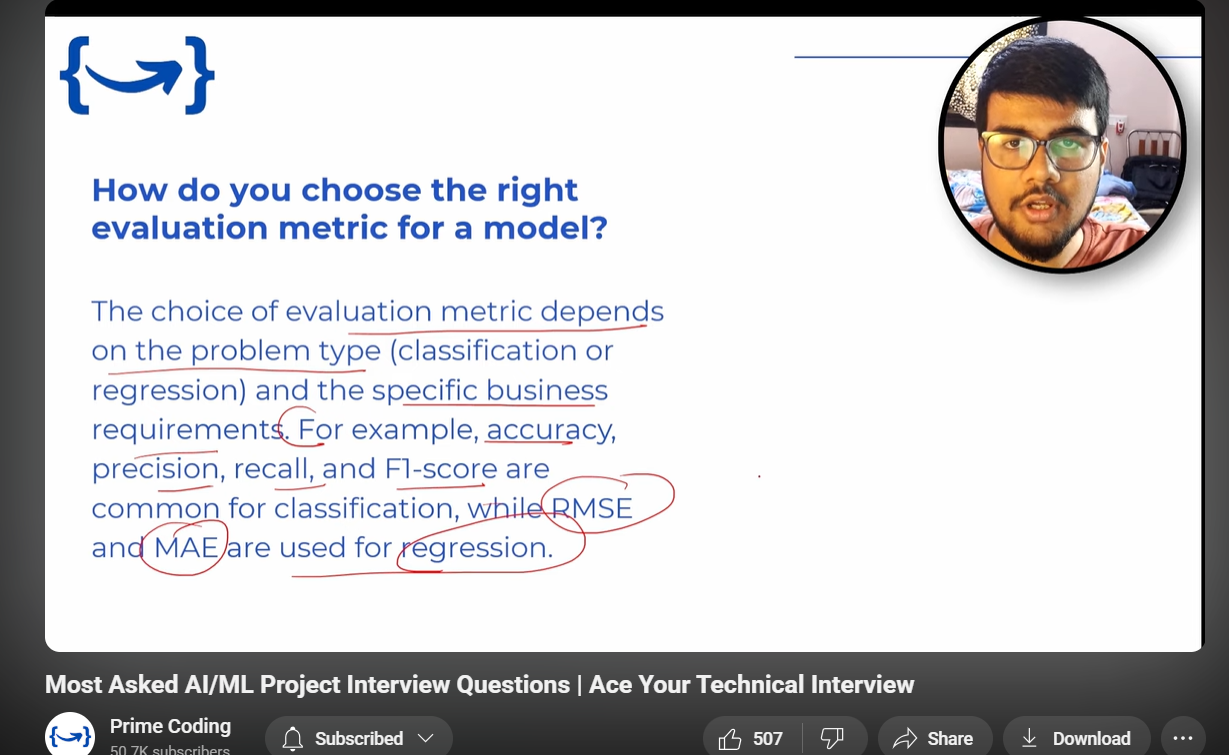 How do you choose the right
evaluation metric for a model?
The choice of evaluation metric depends
on the problem type (classification or
regression) and the specific business
requirements. For example, accuracy,
precision, recall, and F1-score are
common for classification, while RMSE
and MAE are used for regression.
Most Asked AI/ML Project Interview Questions | Ace Your Technical Interview
Prime Coding
50.7K subscribers
Subscribed
507
Share
Download